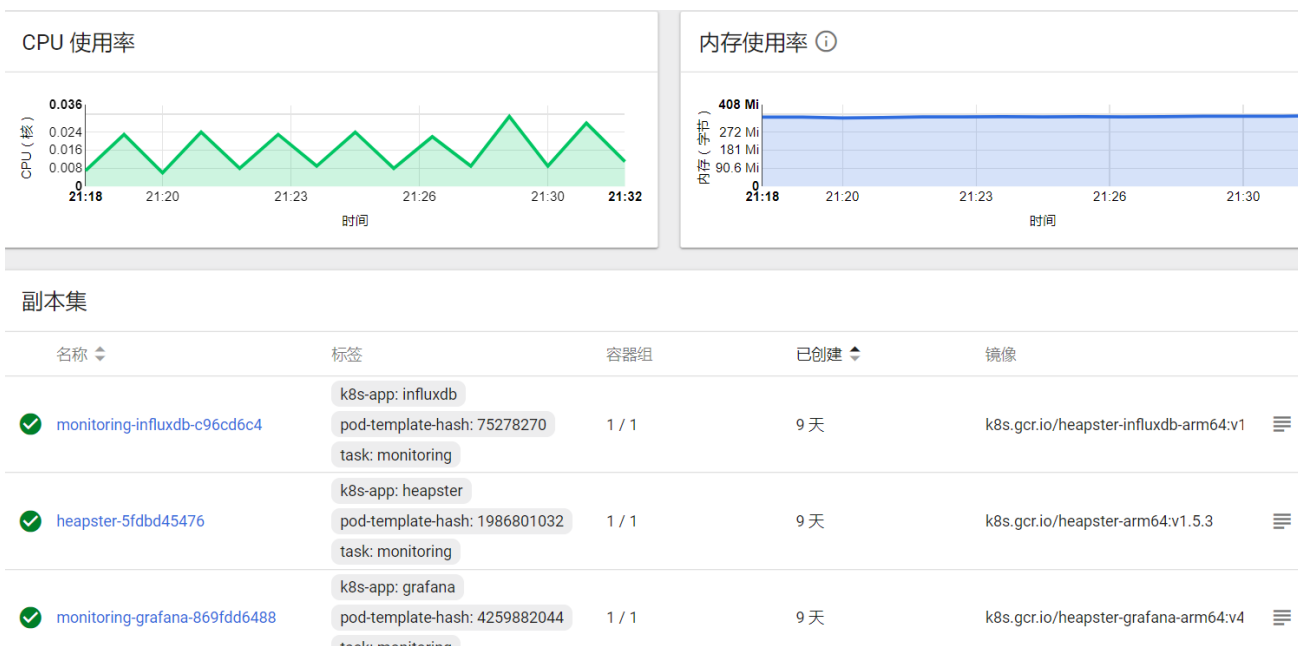 CPU 使用率
0.036
0.024
0.016
0.008
0
CPU（核）
21:18
21:20
21:23
21:26
21:30
21:32
时间
内存使用率
408 Mi
272 Mi
181 Mi
90.6 Mi
0
内存（字节）
21:18
21:20
21:23
21:26
21:30
时间
副本集
名称 标签 容器组 已创建 镜像
k8s-app: influxdb
monitoring-influxdb-c96cd6c4 pod-template-hash: 75278270 1 / 1 9 天 k8s.gcr.io/heapster-influxdb-arm64:v1
task: monitoring
k8s-app: heapster
heapster-5fdbd45476 pod-template-hash: 1986801032 1 / 1 9 天 k8s.gcr.io/heapster-arm64:v1.5.3
task: monitoring
k8s-app: grafana
monitoring-grafana-869fdd6488 pod-template-hash: 4259882044 1 / 1 9 天 k8s.gcr.io/heapster-grafana-arm64:v4
task: monitoring